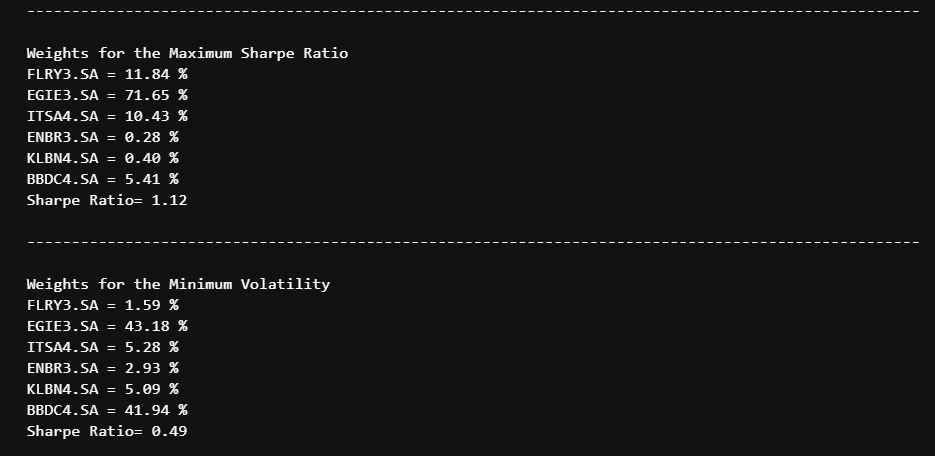 ---------------------------------------------------------------------------------------------------
Weights for the Maximum Sharpe Ratio
FLRY3.SA = 11.84 %
EGIE3.SA = 71.65 %
ITSA4.SA = 10.43 %
ENBR3.SA = 0.28 %
KLBN4.SA = 0.40 %
BBDC4.SA = 5.41 %
Sharpe Ratio= 1.12
---------------------------------------------------------------------------------------------------
Weights for the Minimum Volatility
FLRY3.SA = 1.59 %
EGIE3.SA = 43.18 %
ITSA4.SA = 5.28 %
ENBR3.SA = 2.93 %
KLBN4.SA = 5.09 %
BBDC4.SA = 41.94 %
Sharpe Ratio= 0.49